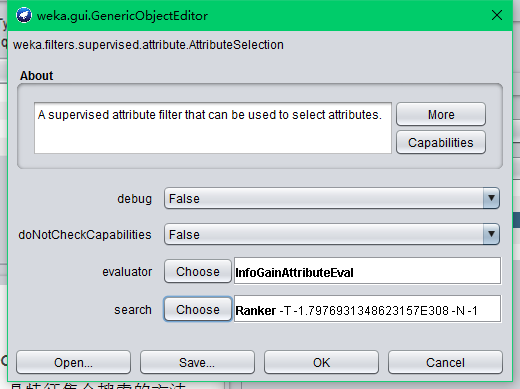 weka.gui.GenericObjectEditor
weka.filters.supervised.attribute.AttributeSelection
About
A supervised attribute filter that can be used to select attributes.
More
Capabilities
debug False
doNotCheckCapabilities False
evaluator Choose InfoGainAttributeEval
search Choose Ranker -T -1.7976931348623157E308 -N -1
Open... Save... OK Cancel